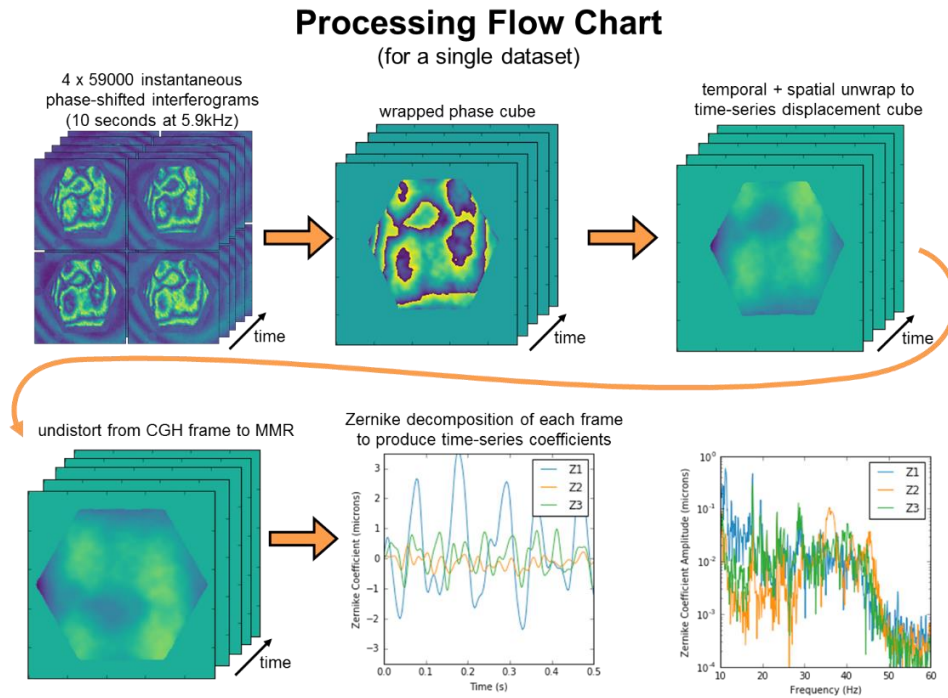 Processing Flow Chart
(for a single dataset)
4 x 59000 instantaneous
phase-shifted interferograms
(10 seconds at 5.9kHz)
time
wrapped phase cube
time
temporal + spatial unwrap to
time-series displacement cube
time
undistort from CGH frame to MMR
time
Zernike decomposition of each frame
to produce time-series coefficients
Zernike Coefficient (microns)
3
2
1
0
−1
−2
−3
Z1
Z2
Z3
0.0 0.1 0.2 0.3 0.4 0.5
Time (s)
Zernike Coefficient Amplitude (microns)
10⁰
10⁻¹
10⁻²
10⁻³
10⁻⁴
Z1
Z2
Z3
10 20 30 40 50 60
Frequency (Hz)